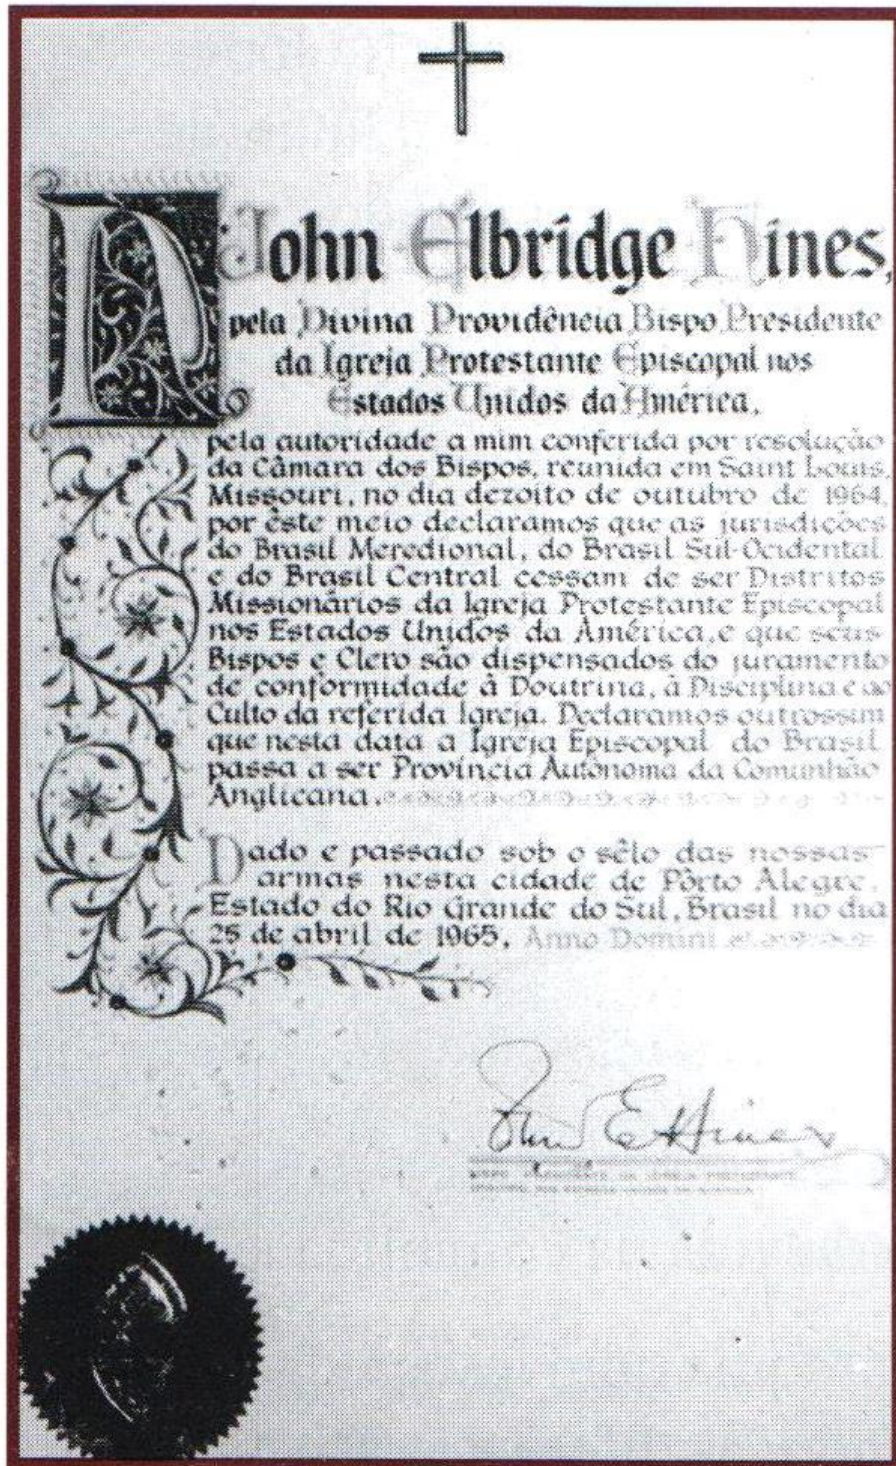 John Elbridge Hines,
pela Divina Providência Bispo Presidente
da Igreja Protestante Episcopal nos
Estados Unidos da América,
pela autoridade a mim conferida por resolução
da Câmara dos Bispos, reunida em Saint Louis,
Missouri, no dia dezoito de outubro de 1964,
por êste meio declaramos que as jurisdições
do Brasil Meredional, do Brasil Sul-Ocidental
e do Brasil Central cessam de ser Distritos
Missionários da Igreja Protestante Episcopal
nos Estados Unidos da América, e que seus
Bispos e Clero são dispensados do juramento
de conformidade à Doutrina, à Disciplina e ao
Culto da referida Igreja. Declaramos outrossim
que nesta data a Igreja Episcopal do Brasil
passa a ser Província Autônoma da Comunhão
Anglicana.
Dado e passado sob o sêlo das nossas
armas nesta cidade de Pôrto Alegre,
Estado do Rio Grande do Sul, Brasil no dia
25 de abril de 1965, Anno Domini
John E Hines